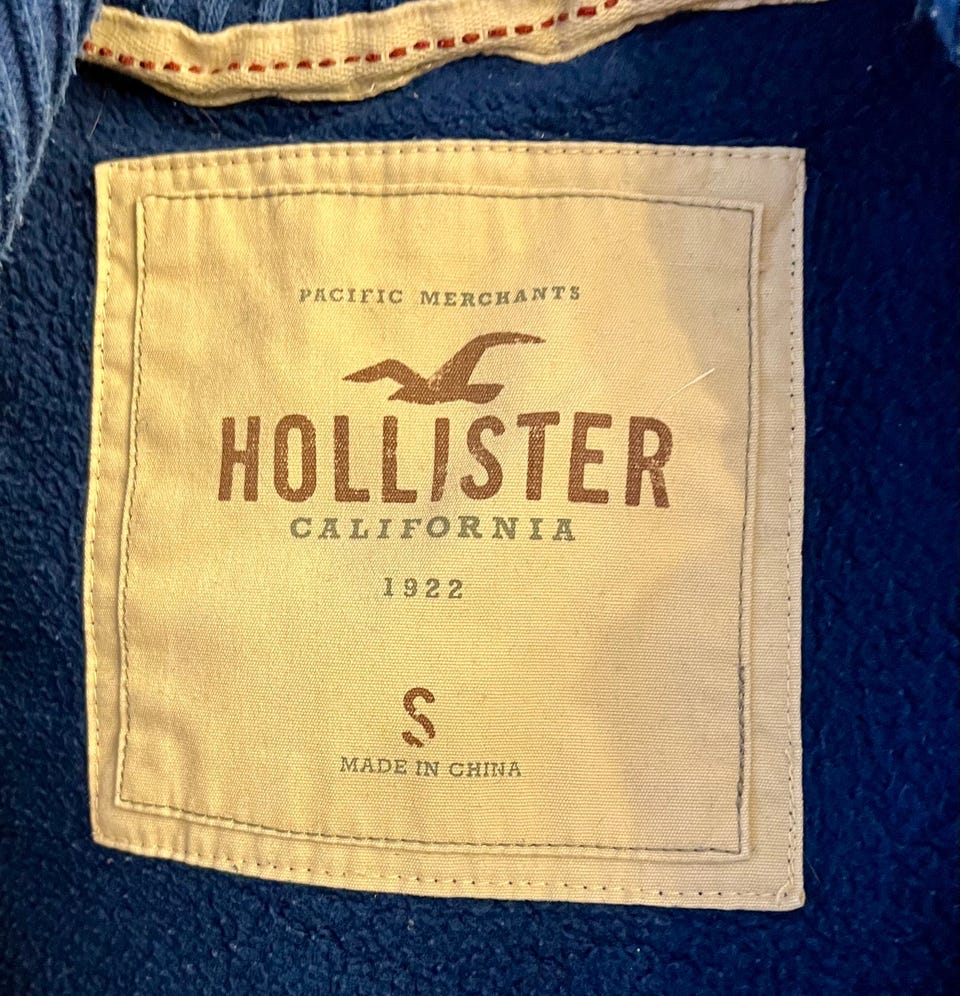 PACIFIC MERCHANTS
HOLLISTER
CALIFORNIA
1922
S
MADE IN CHINA